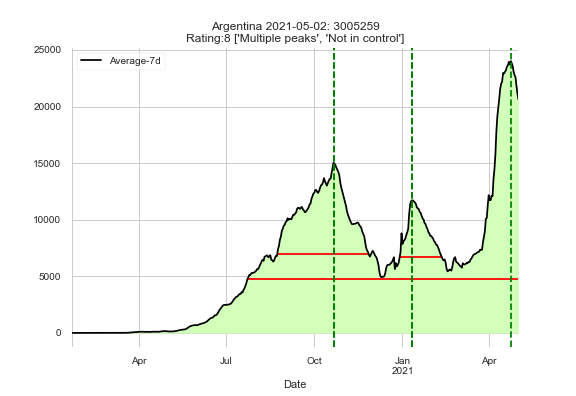 Argentina 2021-05-02: 3005259
Rating:8 ['Multiple peaks', 'Not in control']
25000
Average-7d
20000
15000
10000
5000
0
Apr
Jul
Oct
Jan
2021
Apr
Date